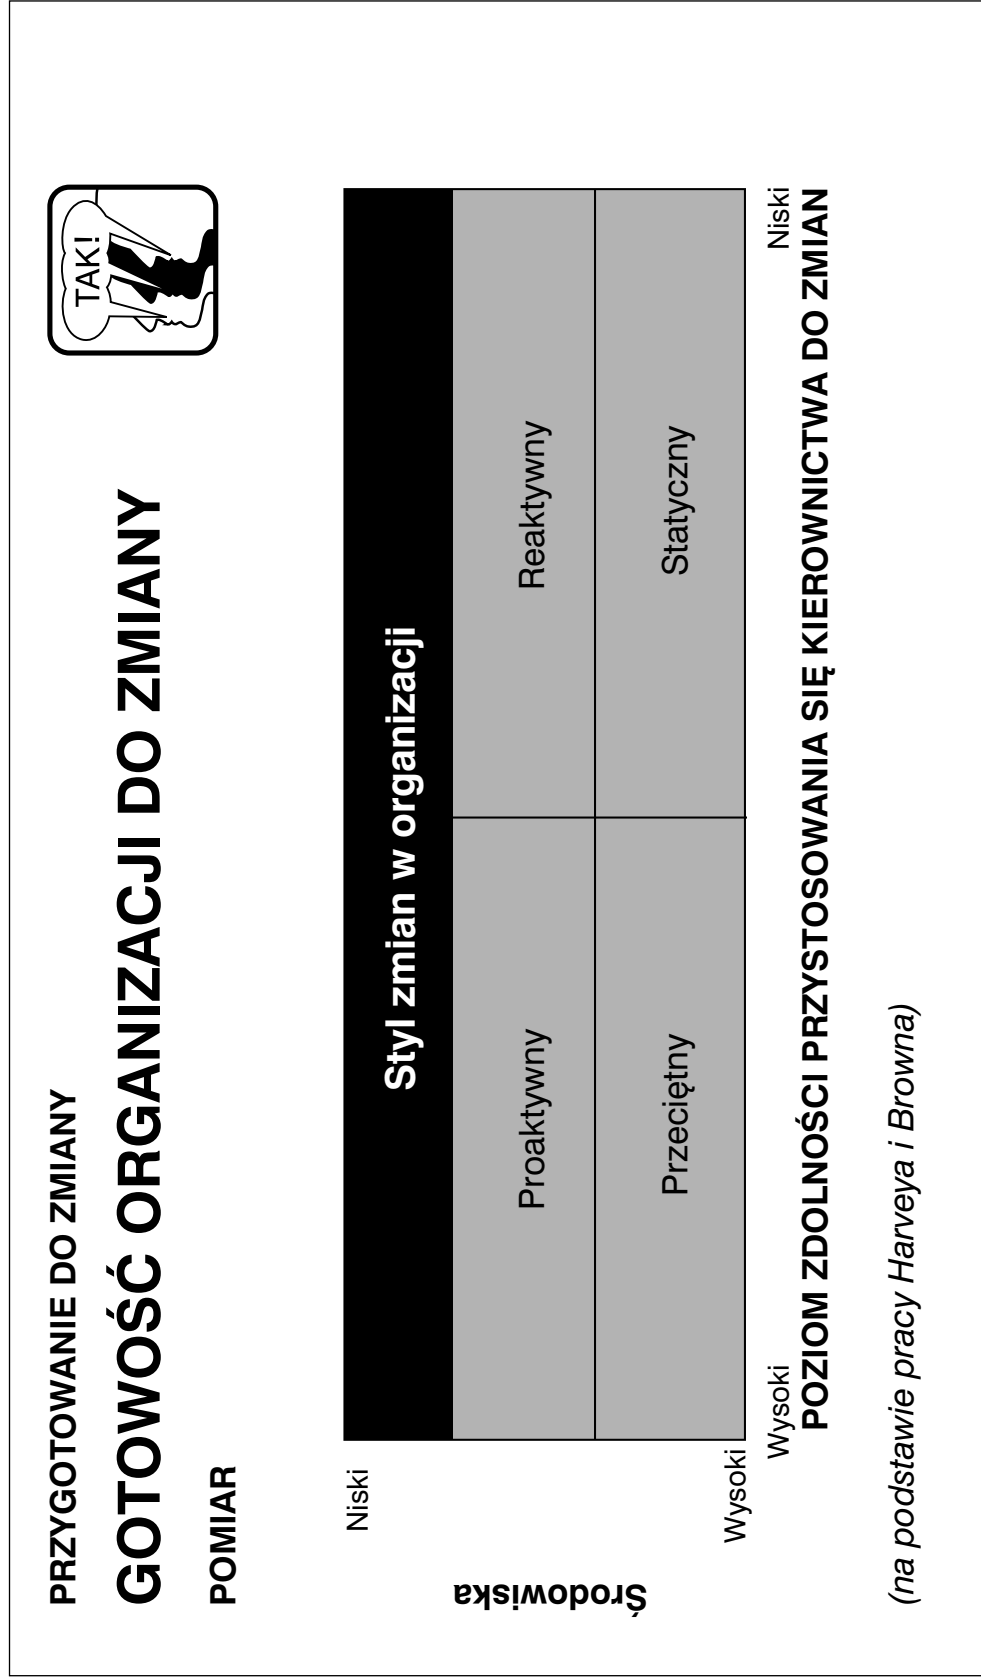 PRZYGOTOWANIE DO ZMIANY
GOTOWOŚĆ ORGANIZACJI DO ZMIANY
TAK!
POMIAR
Styl zmian w organizacji
Niski
Proaktywny
Reaktywny
Środowiska
Przeciętny
Statyczny
Wysoki
Wysoki
Niski
POZIOM ZDOLNOŚCI PRZYSTOSOWANIA SIĘ KIEROWNICTWA DO ZMIAN
(na podstawie pracy Harveya i Browna)